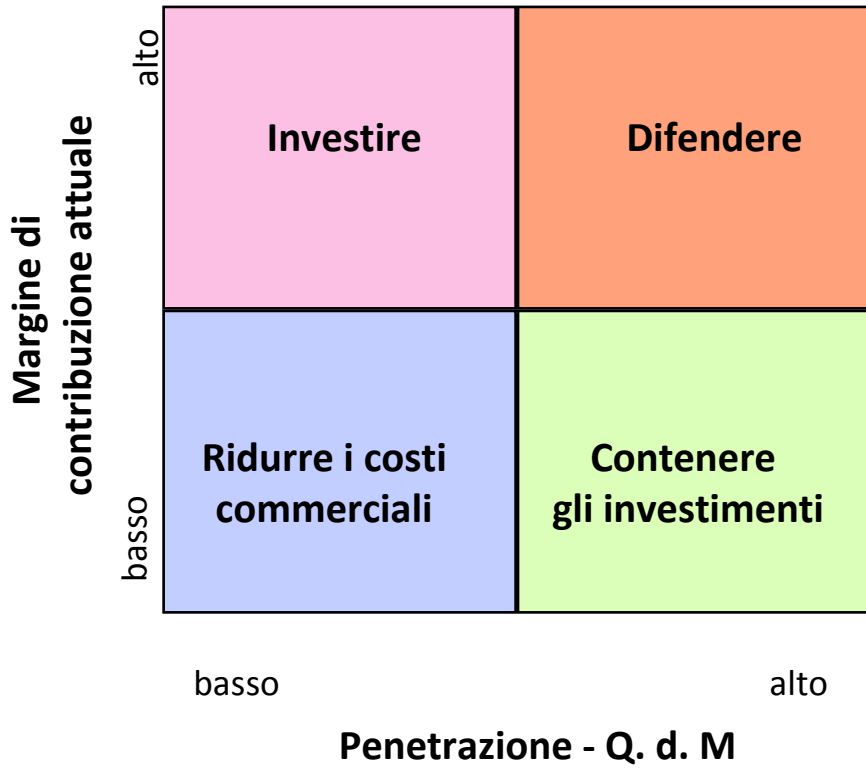 alto
Margine di
contribuzione attuale
basso
Investire
Difendere
Ridurre i costi
commerciali
Contenere
gli investimenti
basso
alto
Penetrazione - Q. d. M